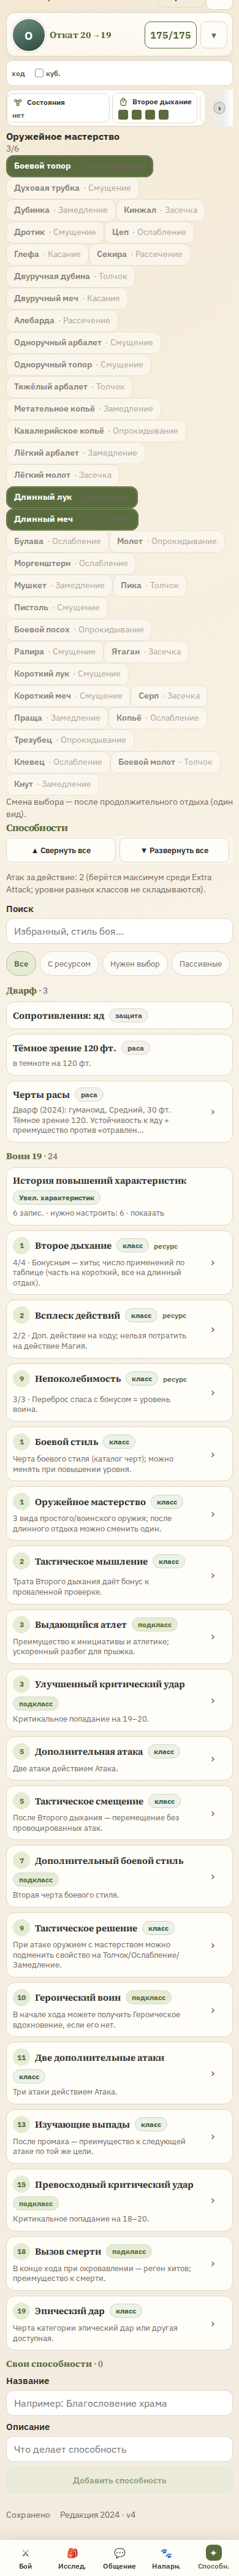 О
Откат 20→19
175/175
▼
ход
куб.
Состояния
нет
Второе дыхание
›
Оружейное мастерство
3/6
Боевой топор
Духовая трубка · Смущение
Дубинка · Замедление
Кинжал · Засечка
Дротик · Смущение
Цеп · Ослабление
Глефа · Касание
Секира · Рассечение
Двуручная дубина · Толчок
Двуручный меч · Касание
Алебарда · Рассечение
Одноручный арбалет · Смущение
Одноручный топор · Смущение
Тяжёлый арбалет · Толчок
Метательное копьё · Замедление
Кавалерийское копьё · Опрокидывание
Лёгкий арбалет · Замедление
Лёгкий молот · Засечка
Длинный лук
Длинный меч
Булава · Ослабление
Молот · Опрокидывание
Моргенштерн · Ослабление
Мушкет · Замедление
Пика · Толчок
Пистоль · Смущение
Боевой посох · Опрокидывание
Рапира · Смущение
Ятаган · Засечка
Короткий лук · Смущение
Короткий меч · Смущение
Серп · Засечка
Праща · Замедление
Копьё · Ослабление
Трезубец · Опрокидывание
Клевец · Ослабление
Боевой молот · Толчок
Кнут · Замедление
Смена выбора — после продолжительного отдыха (один
вид).
Способности
▲ Свернуть все
▼ Развернуть все
Атак за действие: 2 (берётся максимум среди Extra
Attack; уровни разных классов не складываются).
Поиск
Избранный, стиль боя…
Все
С ресурсом
Нужен выбор
Пассивные
Дварф · 3
Сопротивления: яд защита
Тёмное зрение 120 фт. раса
в темноте на 120 фт.
Черты расы раса
Дварф (2024): гуманоид, Средний, 30 фт.
Тёмное зрение 120. Устойчивость к яду +
преимущество против «отравлен…
›
Воин 19 · 24
История повышений характеристик
Увел. характеристик
6 запис. · нужно настроить: 6 · показать
1 Второе дыхание класс ресурс
4/4 · Бонусным — хиты; число применений по
таблице (часть на короткий, все на длинный
отдых).
›
2 Всплеск действий класс ресурс
2/2 · Доп. действие на ходу; нельзя потратить
на действие Магия.
›
9 Непоколебимость класс ресурс
3/3 · Переброс спаса с бонусом = уровень
воина.
›
1 Боевой стиль класс
Черта боевого стиля (каталог черт); можно
менять при повышении уровня.
›
1 Оружейное мастерство класс
3 вида простого/воинского оружия; после
длинного отдыха можно сменить один.
›
2 Тактическое мышление класс
Трата Второго дыхания даёт бонус к
проваленной проверке.
›
3 Выдающийся атлет подкласс
Преимущество к инициативы и атлетике;
ускоренный разбег для прыжка.
›
3 Улучшенный критический удар
подкласс
Критикальное попадание на 19–20.
›
5 Дополнительная атака класс
Две атаки действием Атака.
›
5 Тактическое смещение класс
После Второго дыхания — перемещение без
провоцированных атак.
›
7 Дополнительный боевой стиль
подкласс
Вторая черта боевого стиля.
›
9 Тактическое решение класс
При атаке оружием с мастерством можно
подменить свойство на Толчок/Ослабление/
Замедление.
›
10 Героический воин подкласс
В начале хода можете получить Героическое
вдохновение, если его нет.
›
11 Две дополнительные атаки
класс
Три атаки действием Атака.
›
13 Изучающие выпады класс
После промаха — преимущество к следующей
атаке по той же цели.
›
15 Превосходный критический удар
подкласс
Критикальное попадание на 18–20.
›
18 Вызов смерти подкласс
В конце хода при окровавлении — реген хитов;
преимущество к смерти.
›
19 Эпический дар класс
Черта категории эпический дар или другая
доступная.
›
Свои способности · 0
Название
Например: Благословение храма
Описание
Что делает способность
Добавить способность
Сохранено Редакция 2024 · v4
Бой
Исслед.
Общение
Напарн.
Способн.